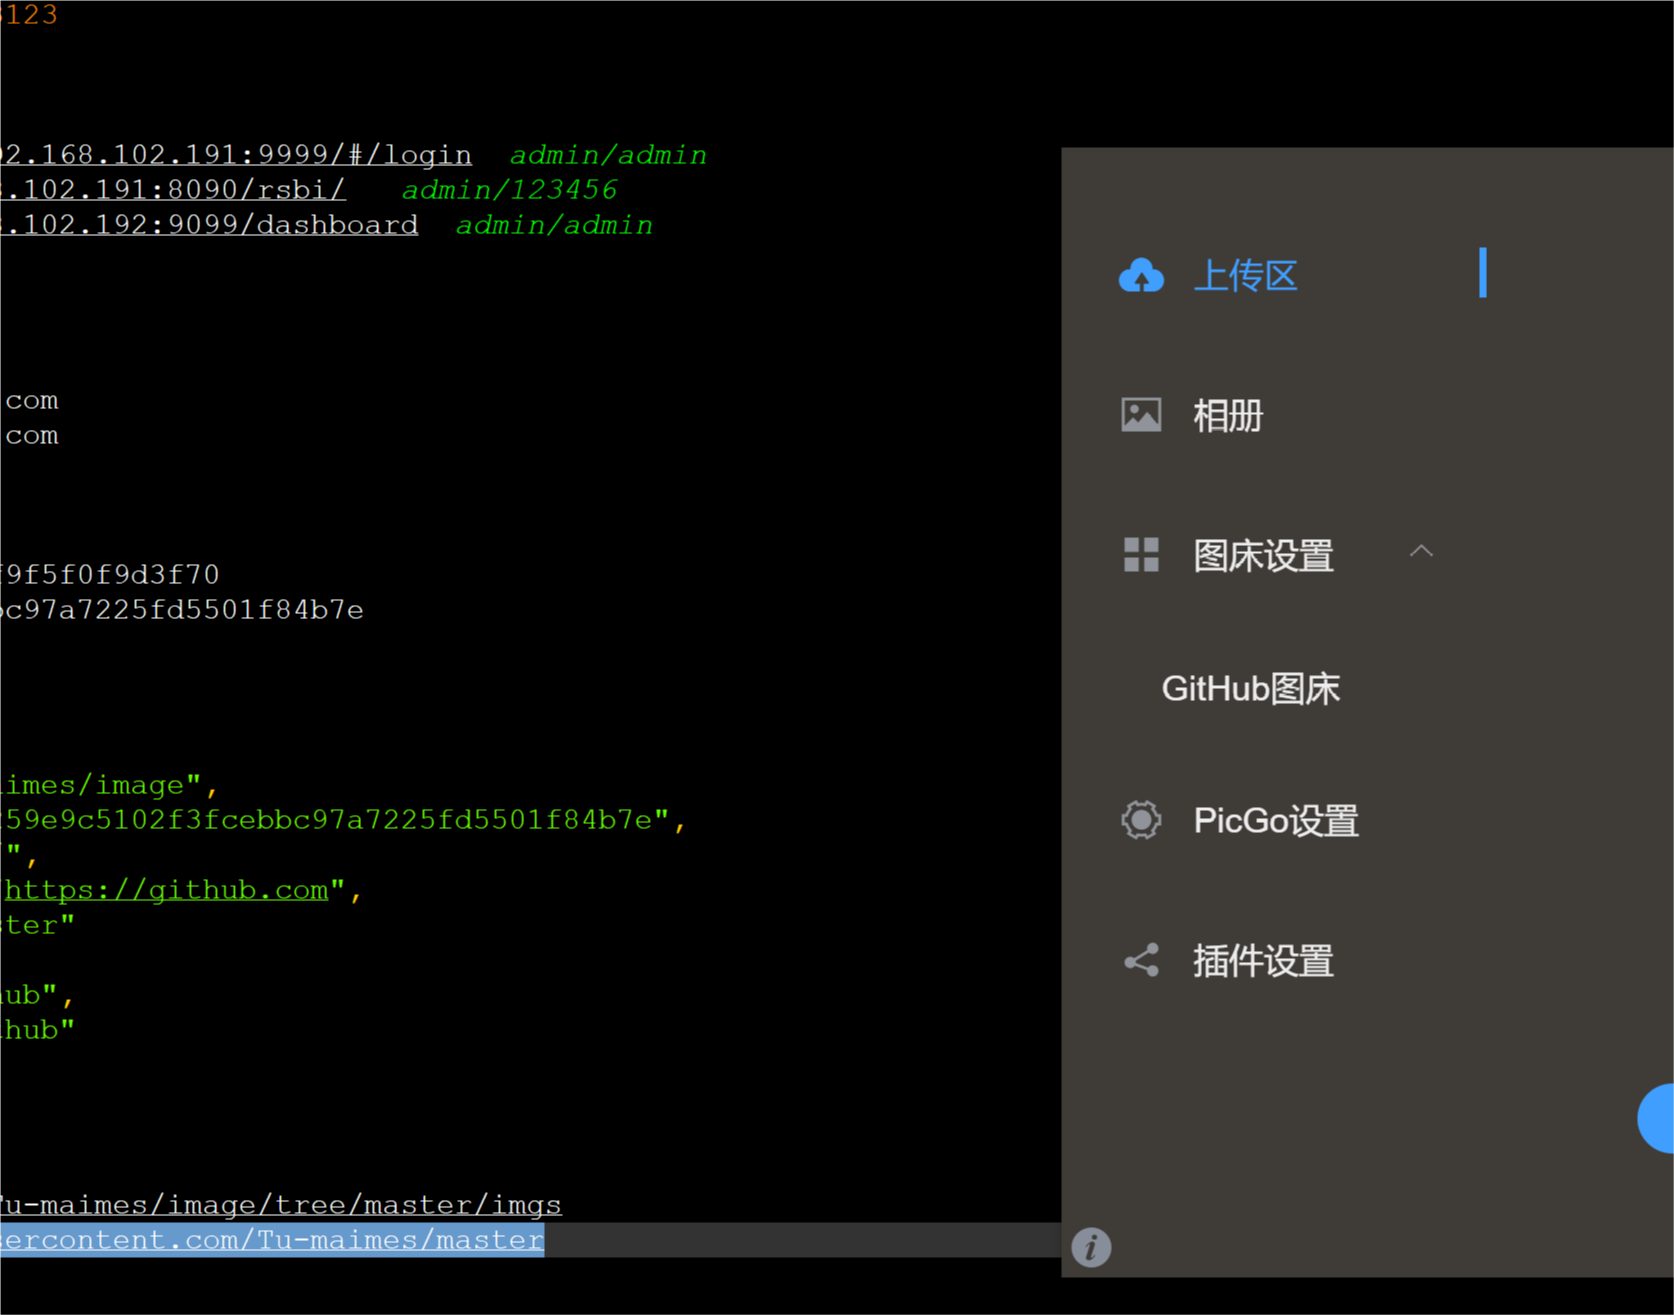 123
2.168.102.191:9999/#/login admin/admin
.102.191:8090/rsbi/ admin/123456
.102.192:9099/dashboard admin/admin
com
com
9f5f0f9d3f70
c97a7225fd5501f84b7e
imes/image",
59e9c5102f3fcebbc97a7225fd5501f84b7e",
",
https://github.com",
ter"
ub",
hub"
u-maimes/image/tree/master/imgs
ercontent.com/Tu-maimes/master
上传区
相册
图床设置
GitHub图床
PicGo设置
插件设置